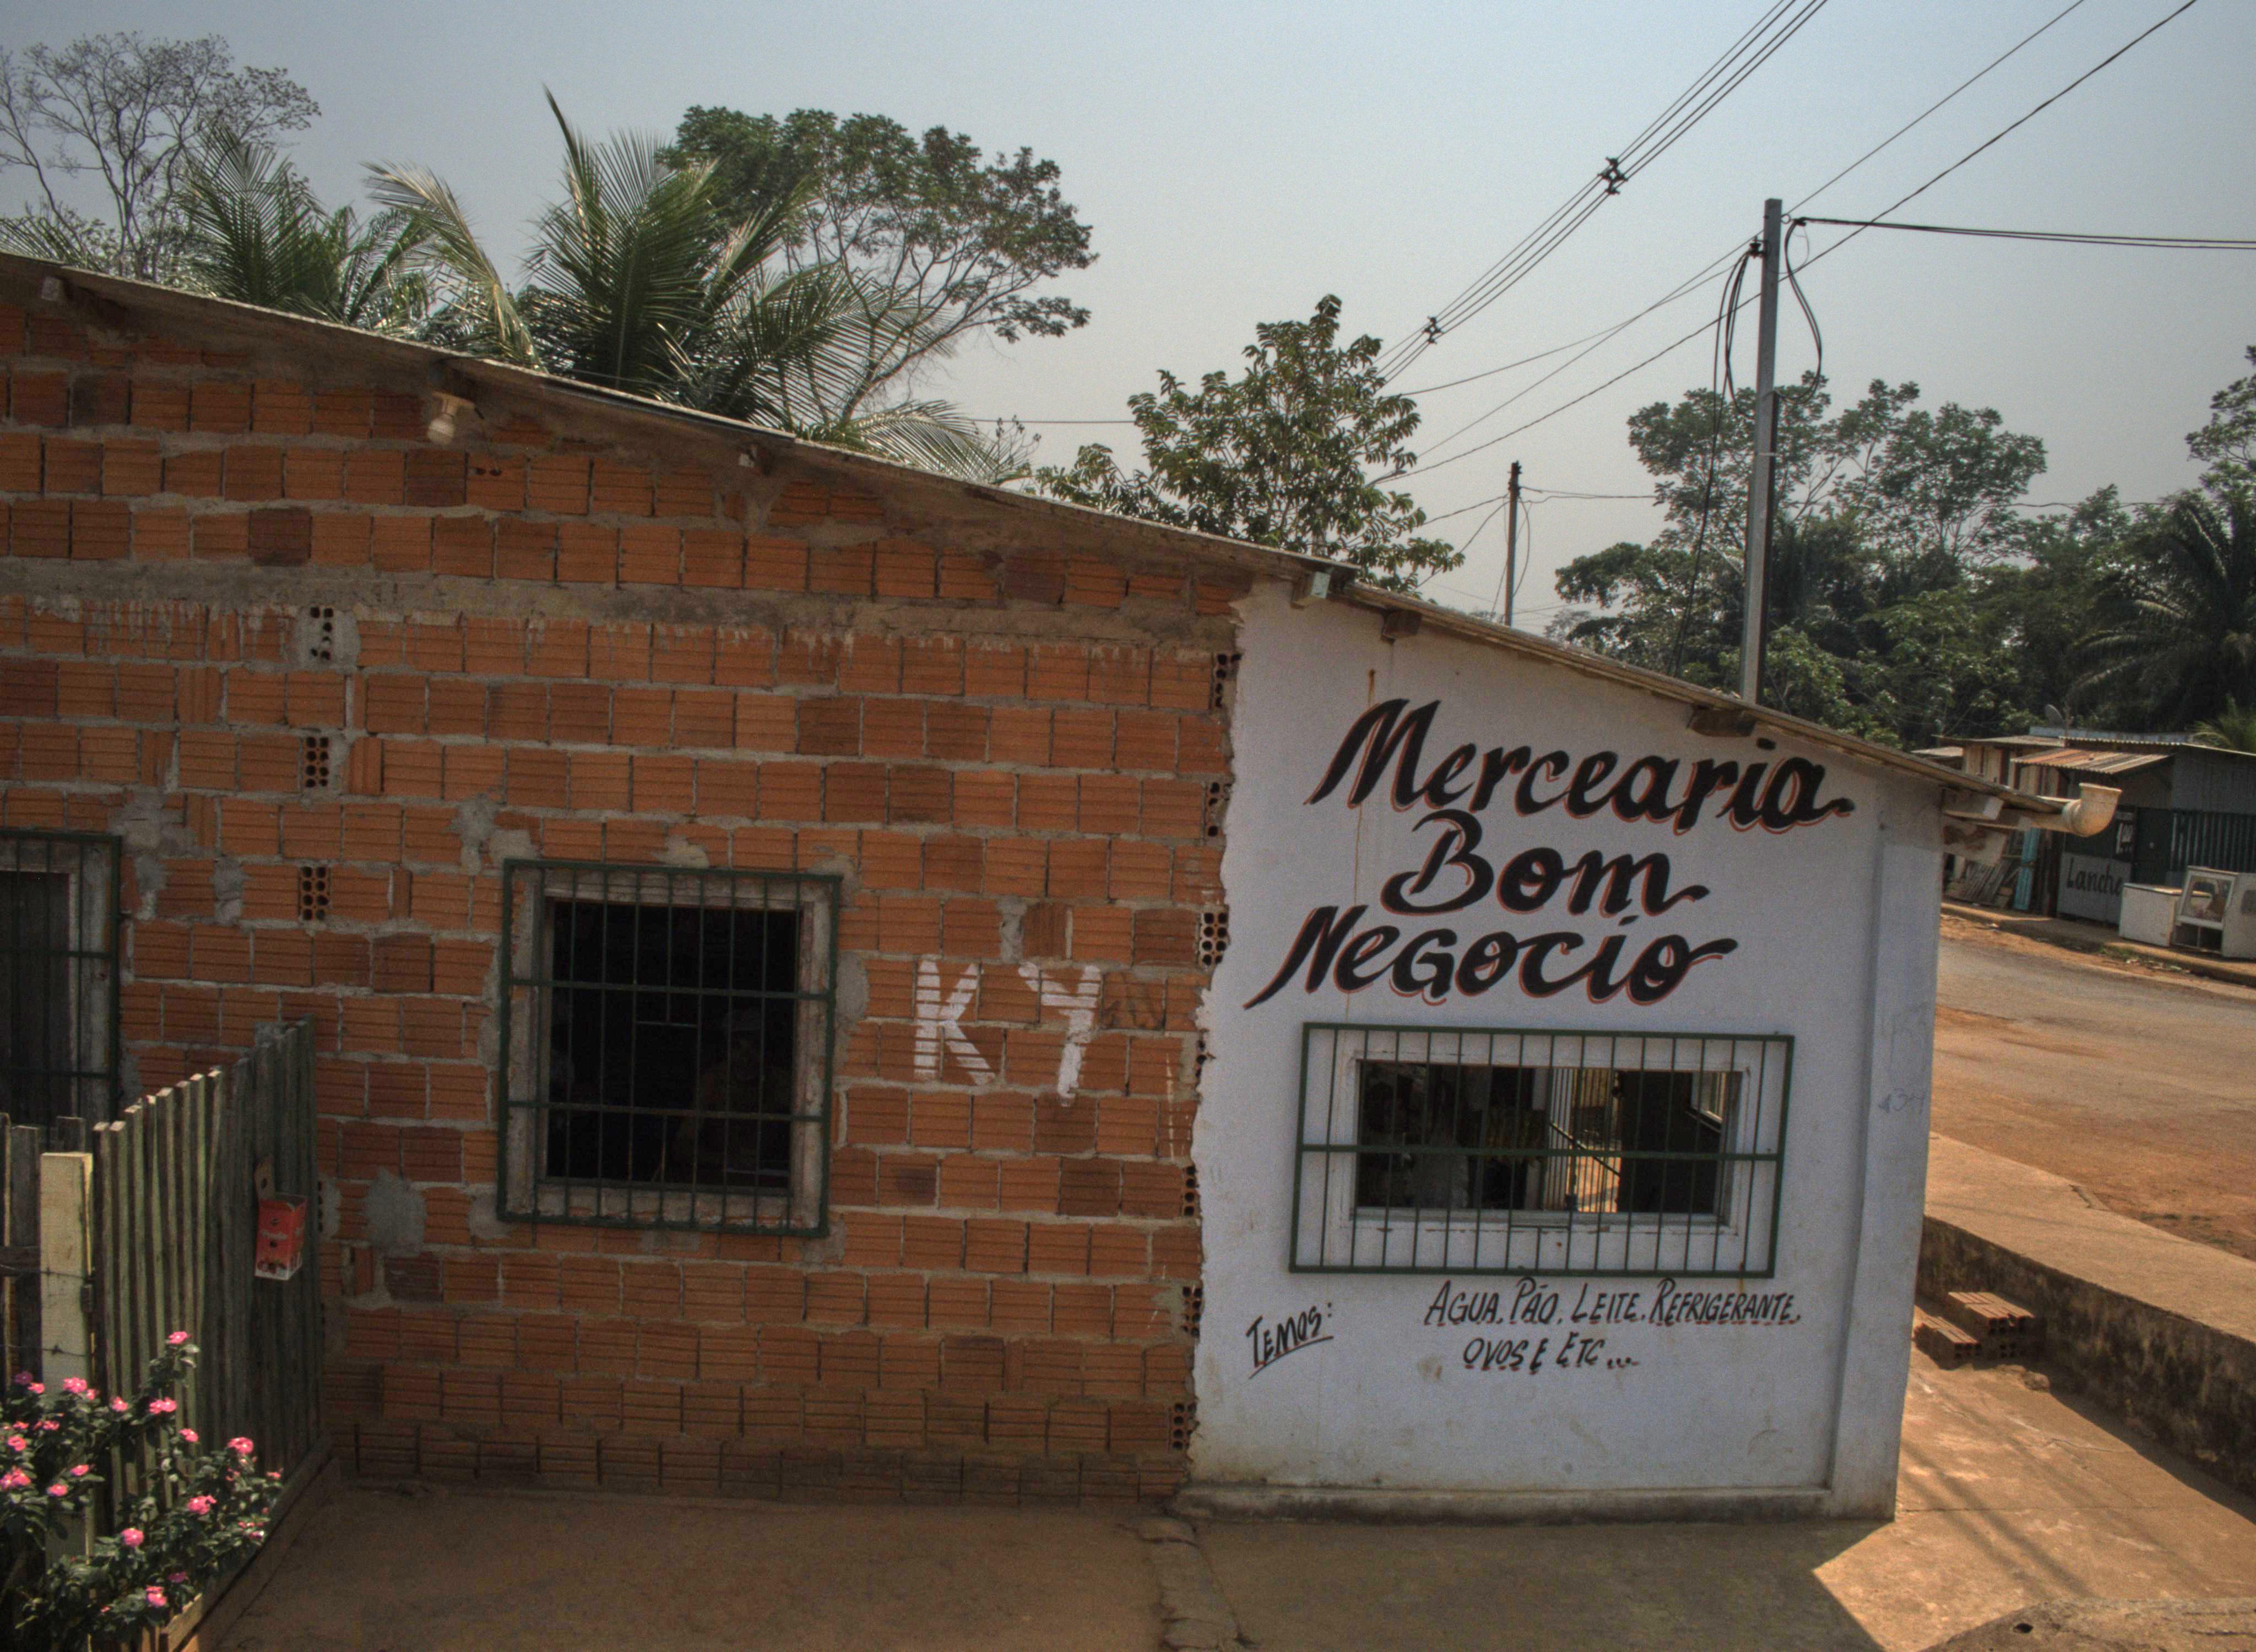 Mercearia
Bom
Negocio
KY
TEMOS:
AGUA, PÃO, LEITE, REFRIGERANTE,
OVOS E ETC...
Lanche